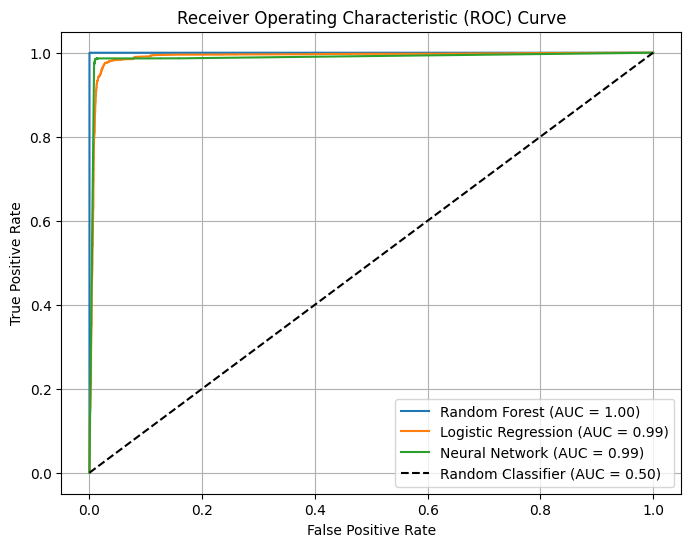 Receiver Operating Characteristic (ROC) Curve
1.0
0.8
0.6
0.4
0.2
0.0
True Positive Rate
Random Forest (AUC = 1.00)
Logistic Regression (AUC = 0.99)
Neural Network (AUC = 0.99)
Random Classifier (AUC = 0.50)
0.0 0.2 0.4 0.6 0.8 1.0
False Positive Rate